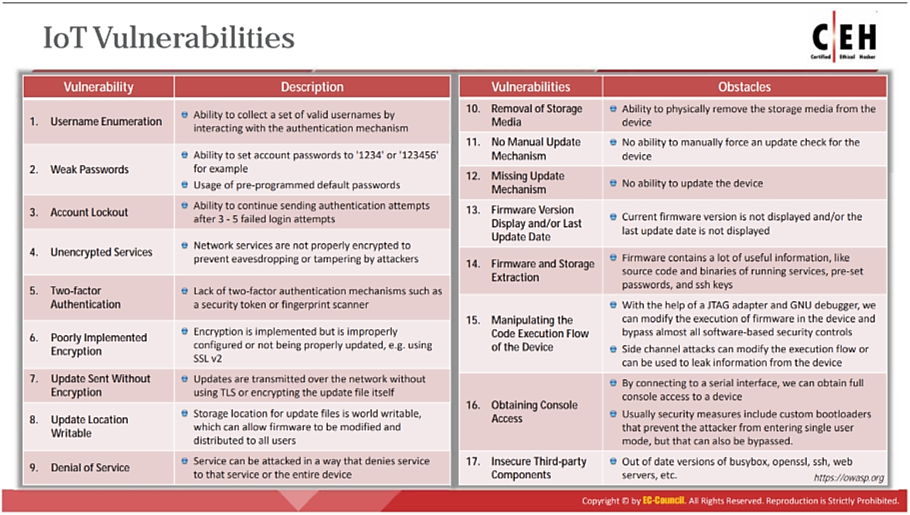 IoT Vulnerabilities
C|EH
Certified Ethical Hacker
Vulnerability
Description
1. Username Enumeration
Ability to collect a set of valid usernames by
interacting with the authentication mechanism
2. Weak Passwords
Ability to set account passwords to '1234' or '123456'
for example
Usage of pre-programmed default passwords
3. Account Lockout
Ability to continue sending authentication attempts
after 3 - 5 failed login attempts
4. Unencrypted Services
Network services are not properly encrypted to
prevent eavesdropping or tampering by attackers
5. Two-factor
Authentication
Lack of two-factor authentication mechanisms such as
a security token or fingerprint scanner
6. Poorly Implemented
Encryption
Encryption is implemented but is improperly
configured or not being properly updated, e.g. using
SSL v2
7. Update Sent Without
Encryption
Updates are transmitted over the network without
using TLS or encrypting the update file itself
8. Update Location
Writable
Storage location for update files is world writable,
which can allow firmware to be modified and
distributed to all users
9. Denial of Service
Service can be attacked in a way that denies service
to that service or the entire device
Vulnerabilities
Obstacles
10. Removal of Storage
Media
Ability to physically remove the storage media from the
device
11. No Manual Update
Mechanism
No ability to manually force an update check for the
device
12. Missing Update
Mechanism
No ability to update the device
13. Firmware Version
Display and/or Last
Update Date
Current firmware version is not displayed and/or the
last update date is not displayed
14. Firmware and Storage
Extraction
Firmware contains a lot of useful information, like
source code and binaries of running services, pre-set
passwords, and ssh keys
15. Manipulating the
Code Execution Flow
of the Device
With the help of a JTAG adapter and GNU debugger, we
can modify the execution of firmware in the device and
bypass almost all software-based security controls
Side channel attacks can modify the execution flow or
can be used to leak information from the device
16. Obtaining Console
Access
By connecting to a serial interface, we can obtain full
console access to a device
Usually security measures include custom bootloaders
that prevent the attacker from entering single user
mode, but that can also be bypassed.
17. Insecure Third-party
Components
Out of date versions of busybox, openssl, ssh, web
servers, etc.
https://owasp.org
Copyright © by EC-Council. All Rights Reserved. Reproduction is Strictly Prohibited.